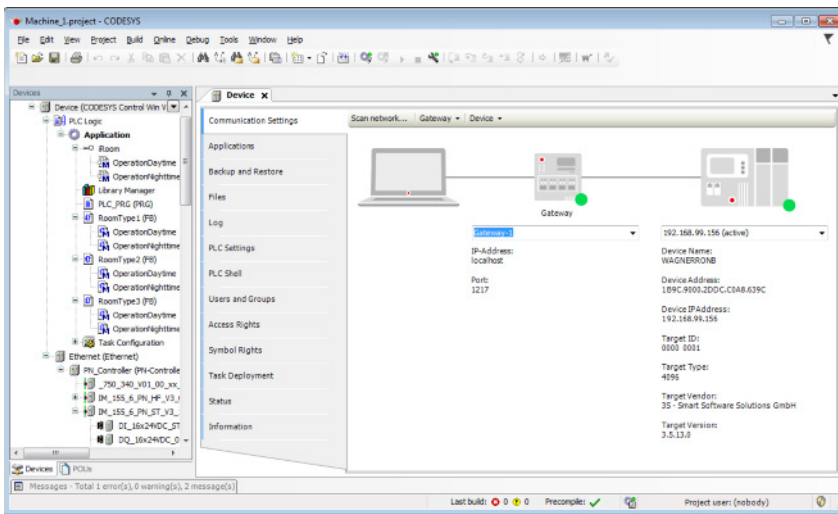 Machine_1.project - CODESYS
File Edit View Project Build Online Debug Tools Window Help
Devices
Device (CODESYS Control Win V
PLC Logic
Application
Room
OperationDaytime
OperationNighttime
Library Manager
PLC_PRG (PRG)
RoomType1 (FB)
OperationDaytime
OperationNighttime
RoomType2 (FB)
OperationDaytime
OperationNighttime
RoomType3 (FB)
OperationDaytime
OperationNighttime
Task Configuration
Ethernet (Ethernet)
PN_Controller (PN-Controlle
_750_340_V01_00_xx_
IM_155_6_PN_HF_V3_
IM_155_6_PN_ST_V3_
DI_16x24VDC_ST
DQ_16x24VDC_0
Devices POUs
Device
Communication Settings
Applications
Backup and Restore
Files
Log
PLC Settings
PLC Shell
Users and Groups
Access Rights
Symbol Rights
Task Deployment
Status
Information
Scan network... Gateway Device
Gateway
Gateway-1
IP-Address:
localhost
Port:
1217
192.168.99.156 (active)
Device Name:
WAGNERRONB
Device Address:
1B9C.9000.2DDC.C0A8.639C
Device IPAddress:
192.168.99.156
Target ID:
0000 0001
Target Type:
4096
Target Vendor:
3S - Smart Software Solutions GmbH
Target Version:
3.5.13.0
Messages - Total 1 error(s), 0 warning(s), 2 message(s)
Last build: 0 0 Precompile: Project user: (nobody)